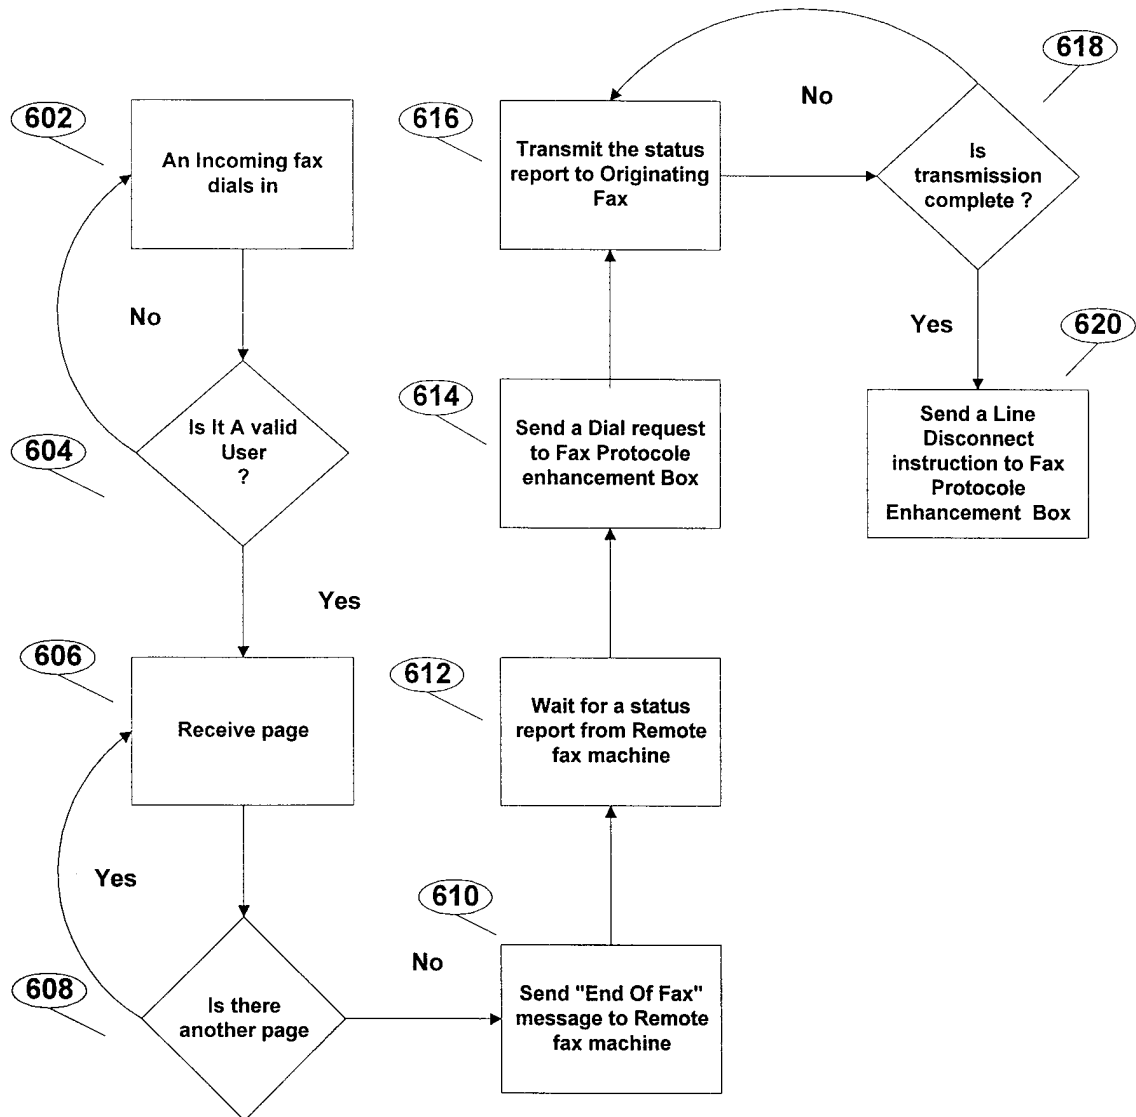 602
An Incoming fax
dials in
No
604
Is It A valid
User
?
Yes
606
Receive page
Yes
608
Is there
another page
No
610
Send "End Of Fax"
message to Remote
fax machine
612
Wait for a status
report from Remote
fax machine
614
Send a Dial request
to Fax Protocole
enhancement Box
616
Transmit the status
report to Originating
Fax
No
618
Is
transmission
complete ?
Yes
620
Send a Line
Disconnect
instruction to Fax
Protocole
Enhancement Box